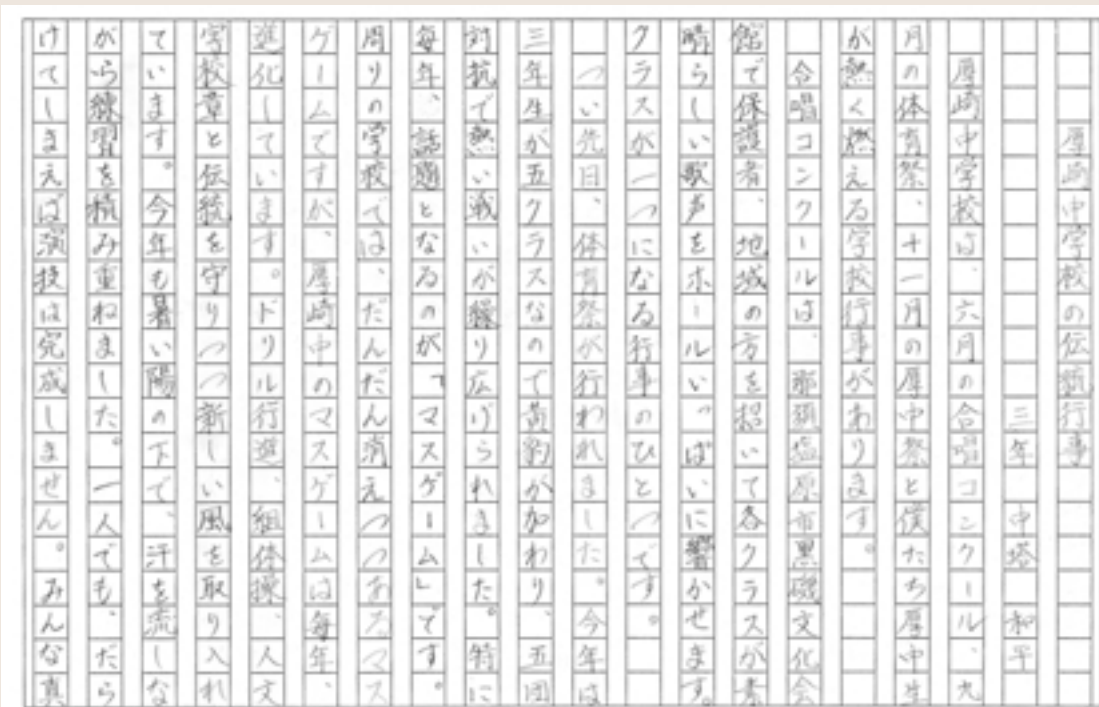 厚崎中学校の伝統行事
三年　中塔　和平
厚崎中学校は、六月の合唱コンクール、九
月の体育祭、十一月の厚中祭と僕たち厚中生
が熱く燃える学校行事がわります。
合唱コンクールは、那須塩原市黒磯文化会
館で保護者、地域の方を招いて各クラスが素
晴らしい歌声をホールいっぱいに響かせます。
クラスが一つになる行事のひとつです。
つい先日、体育祭が行われました。今年は
三年生が五クラスなので黄豹が加わり、五団
対抗で熱い戦いが繰り広げられました。特に
毎年、話題となるのが「マスゲーム」です。
周りの学校では、だんだん消えつつあるマス
ゲームですが、厚崎中のマスゲームは毎年、
進化しています。ドリル行進、組体操、人文
字校章と伝統を守りつつ新しい風を取り入れ
ています。今年も暑い陽の下で、汗を流しな
がら練習を積み重ねました。一人でも、だら
けてしまえば演技は完成しません。みんな真